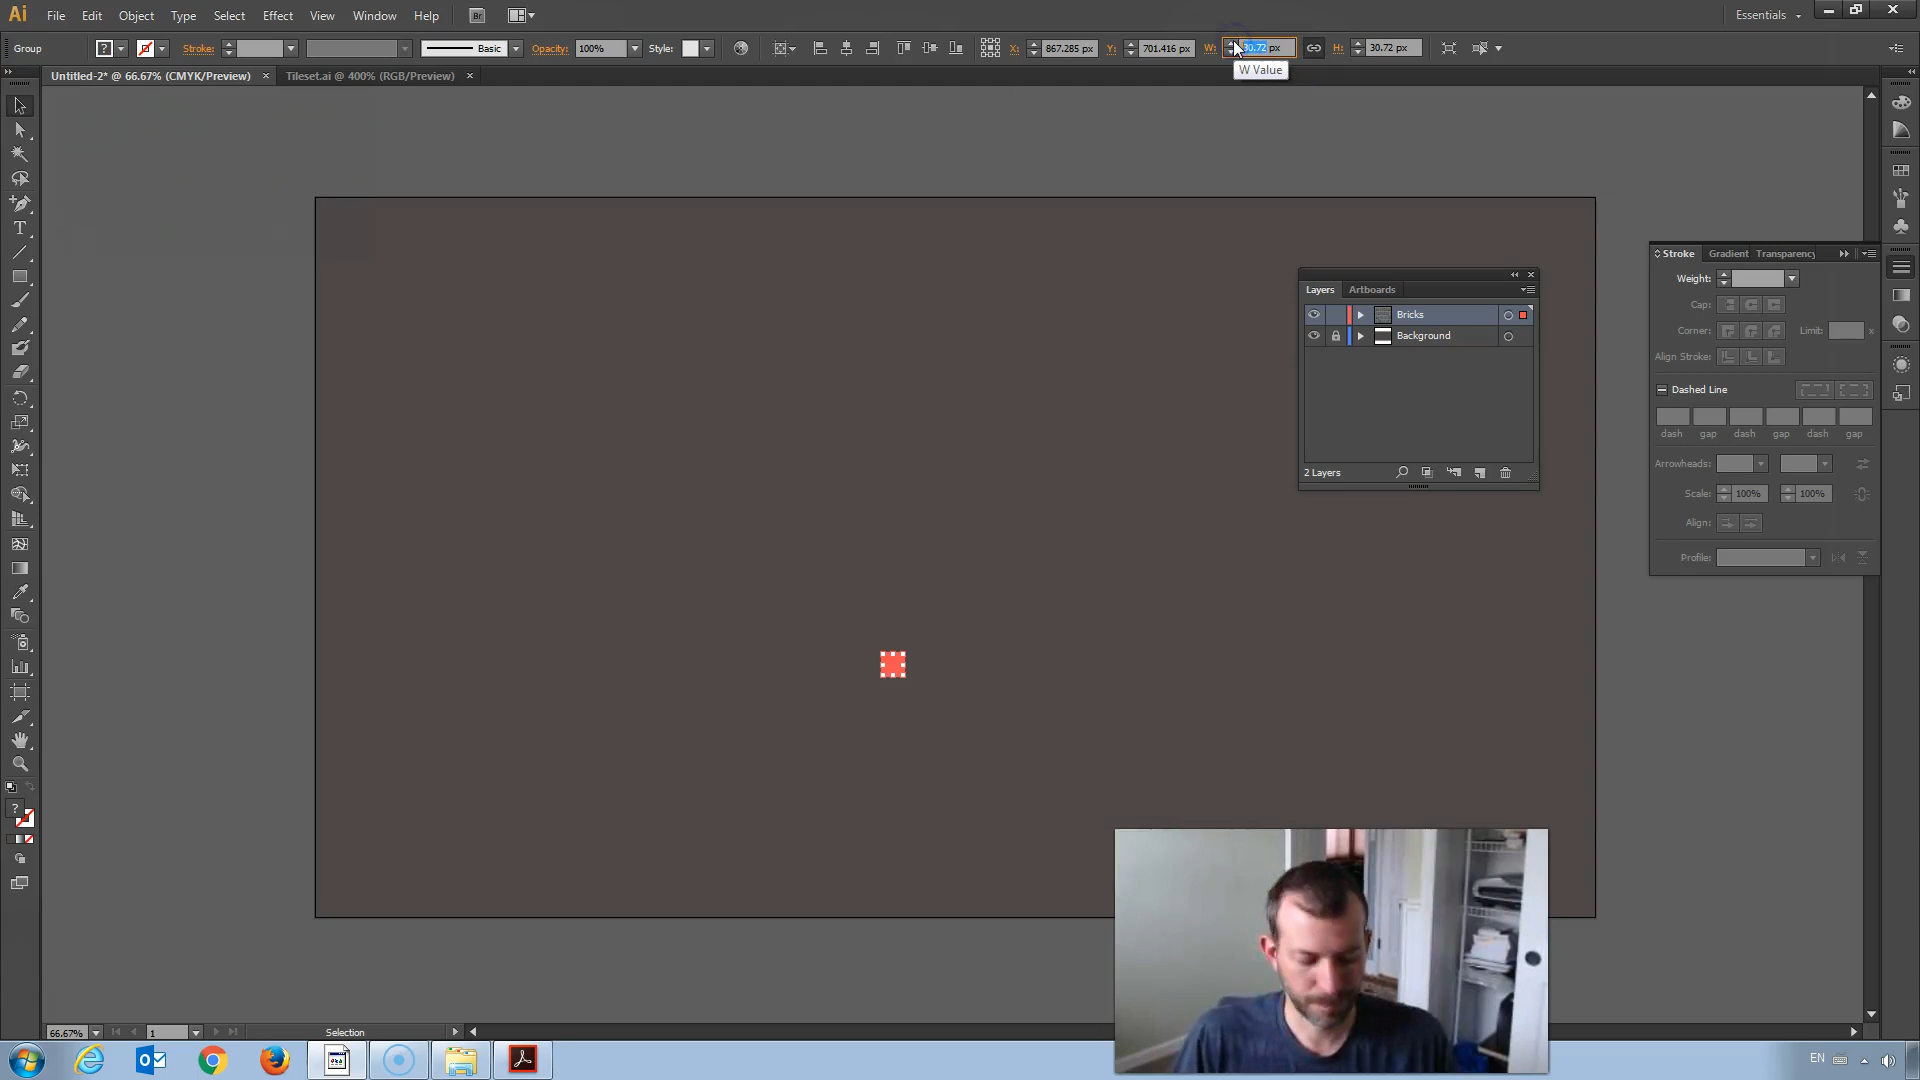 Ai File Edit Object Type Select Effect View Window Help Br Essentials
Group ? Stroke: Basic Opacity: 100% Style: X: 867.285 px Y: 701.416 px W: 30.72 px H: 30.72 px
W Value
Untitled-2* @ 66.67% (CMYK/Preview) × Tileset.ai @ 400% (RGB/Preview) ×
Stroke Gradient Transparency
Weight:
Cap:
Corner: Limit: x
Align Stroke:
Dashed Line
dash gap dash gap dash gap
Arrowheads:
Scale: 100% 100%
Align:
Profile:
Layers Artboards
Bricks
Background
2 Layers
T
?
66.67% 1 Selection
EN